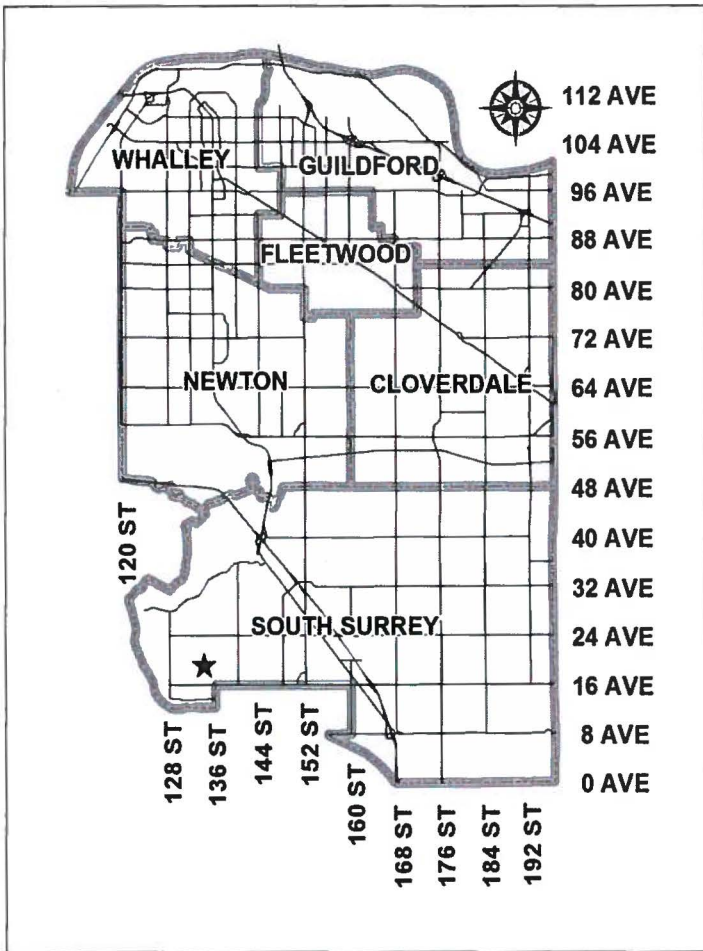 112 AVE
104 AVE
WHALLEY
GUILDFORD
96 AVE
88 AVE
FLEETWOOD
80 AVE
72 AVE
NEWTON
CLOVERDALE
64 AVE
56 AVE
48 AVE
120 ST
40 AVE
32 AVE
SOUTH SURREY
24 AVE
16 AVE
128 ST
136 ST
144 ST
152 ST
8 AVE
160 ST
0 AVE
168 ST
176 ST
184 ST
192 ST